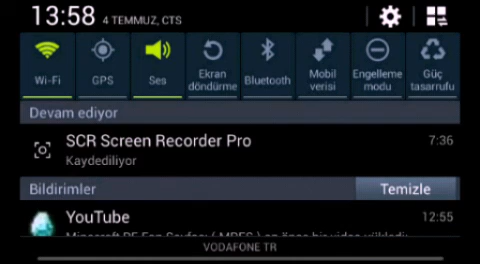 13:58 4 TEMMUZ, CTS
Wi-Fi
GPS
Ses
Ekran
döndürme
Bluetooth
Mobil
verisi
Engelleme
modu
Güç
tasarrufu
Devam ediyor
SCR Screen Recorder Pro 7:36
Kaydediliyor
Bildirimler Temizle
YouTube 12:55
VODAFONE TR